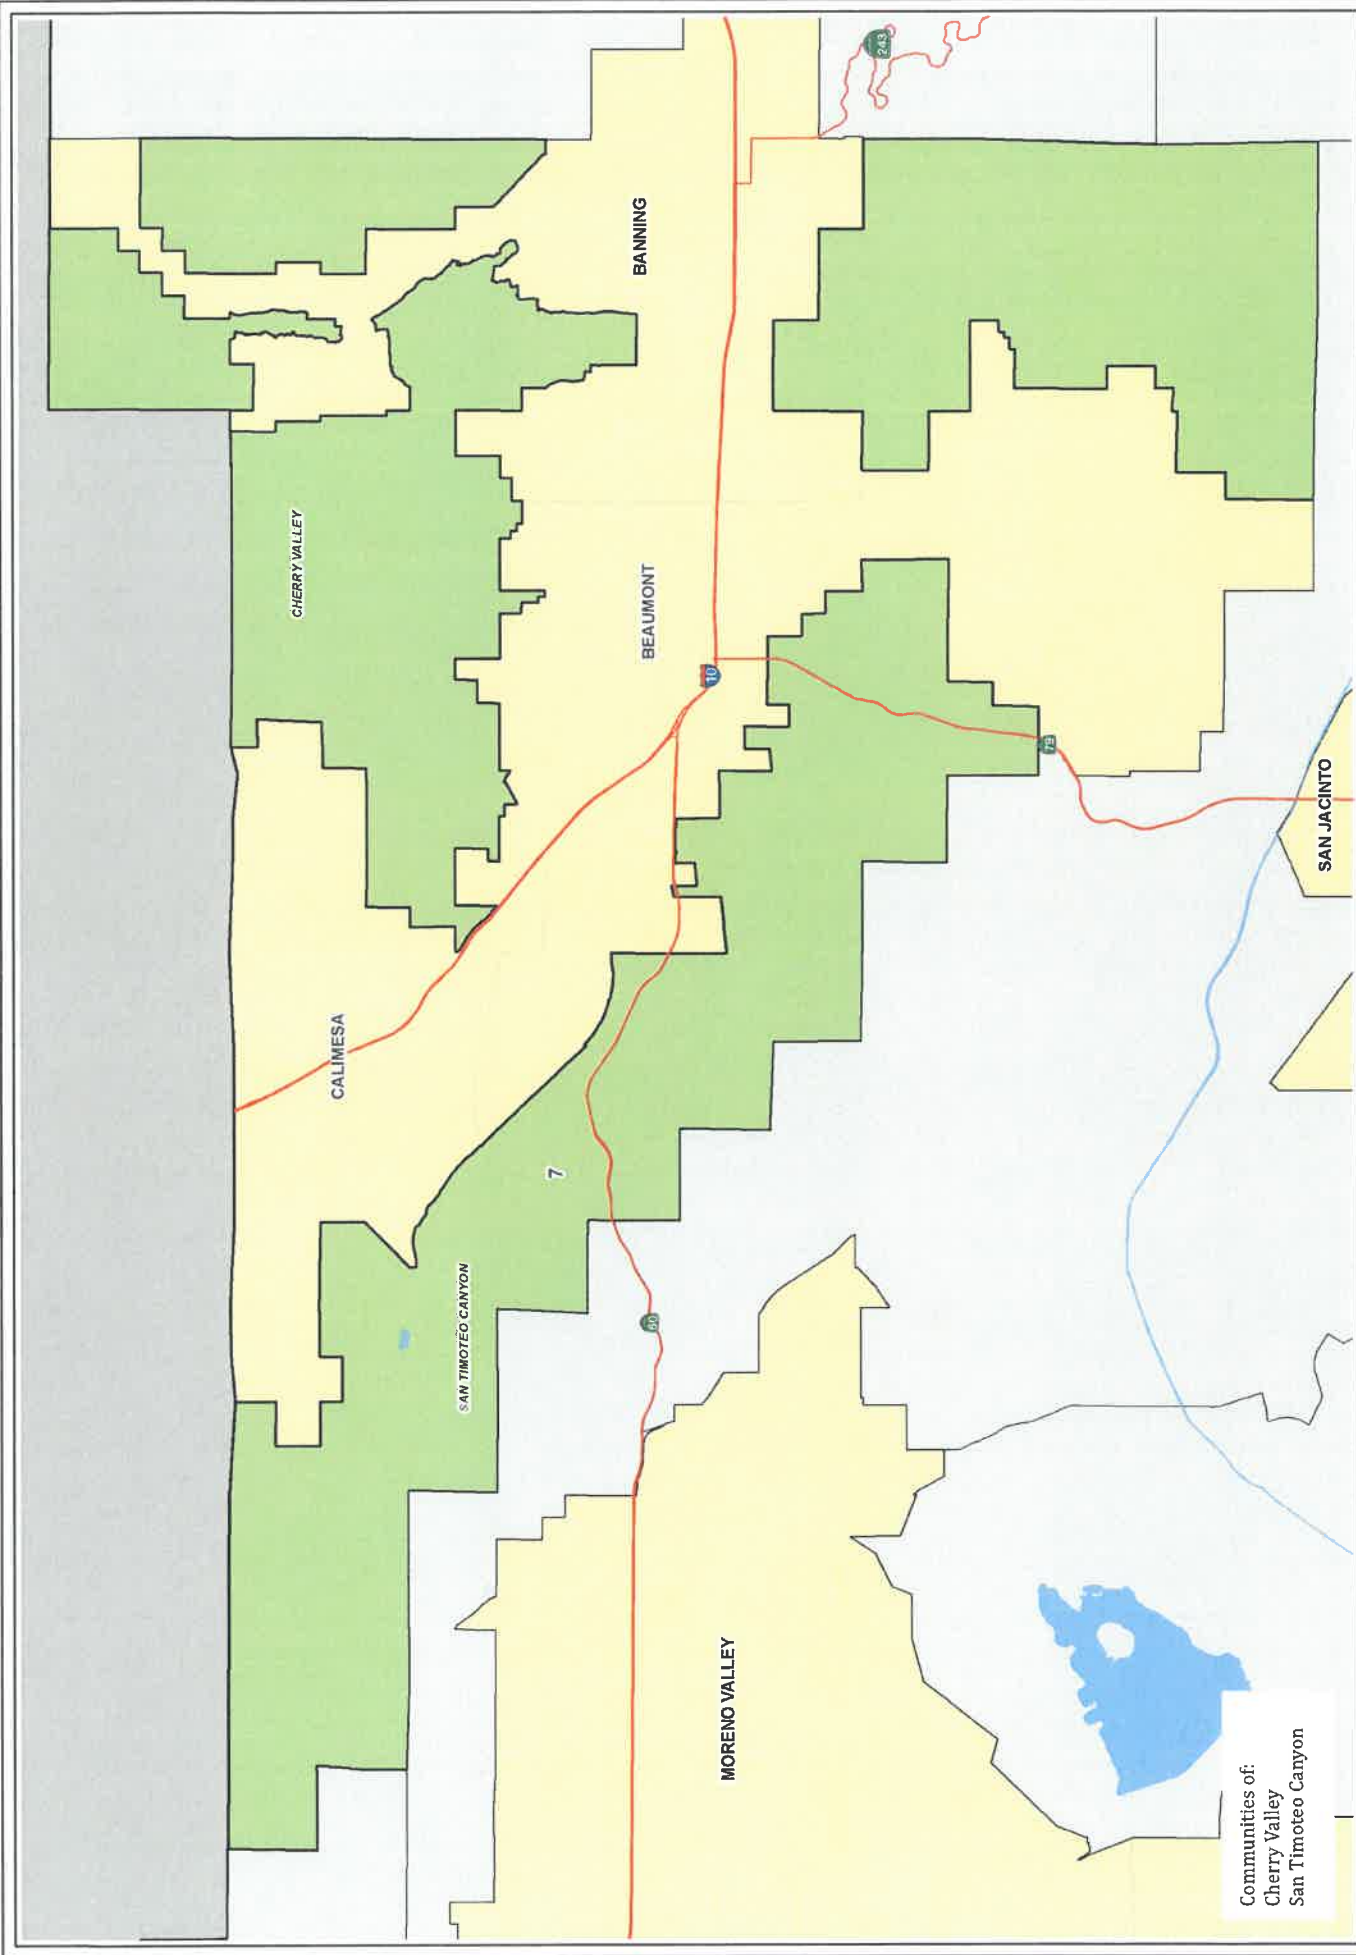 CHERRY VALLEY
BANNING
BEAUMONT
CALIMESA
SAN TIMOTEO CANYON
7
MORENO VALLEY
SAN JACINTO
243
10
79
60
Communities of:
Cherry Valley
San Timoteo Canyon